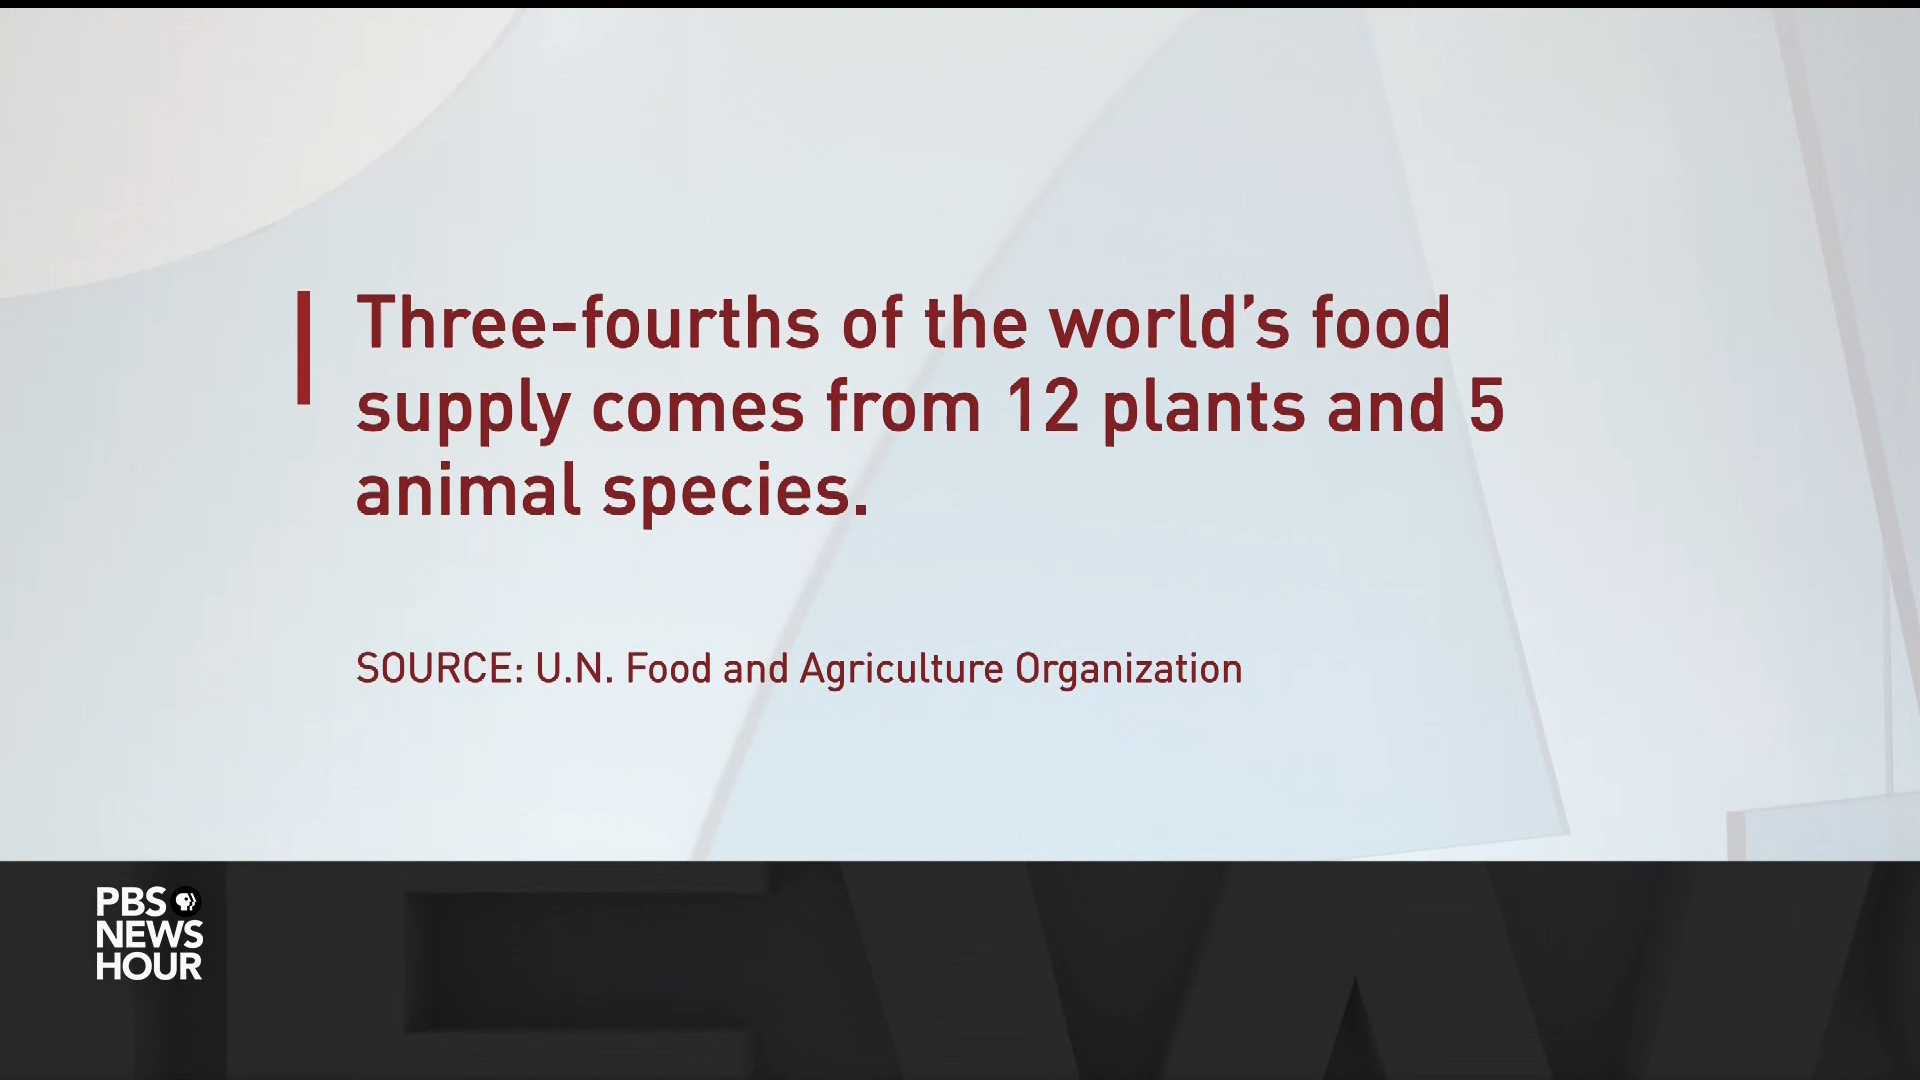 Three-fourths of the world’s food
supply comes from 12 plants and 5
animal species.
SOURCE: U.N. Food and Agriculture Organization
PBS
NEWS
HOUR